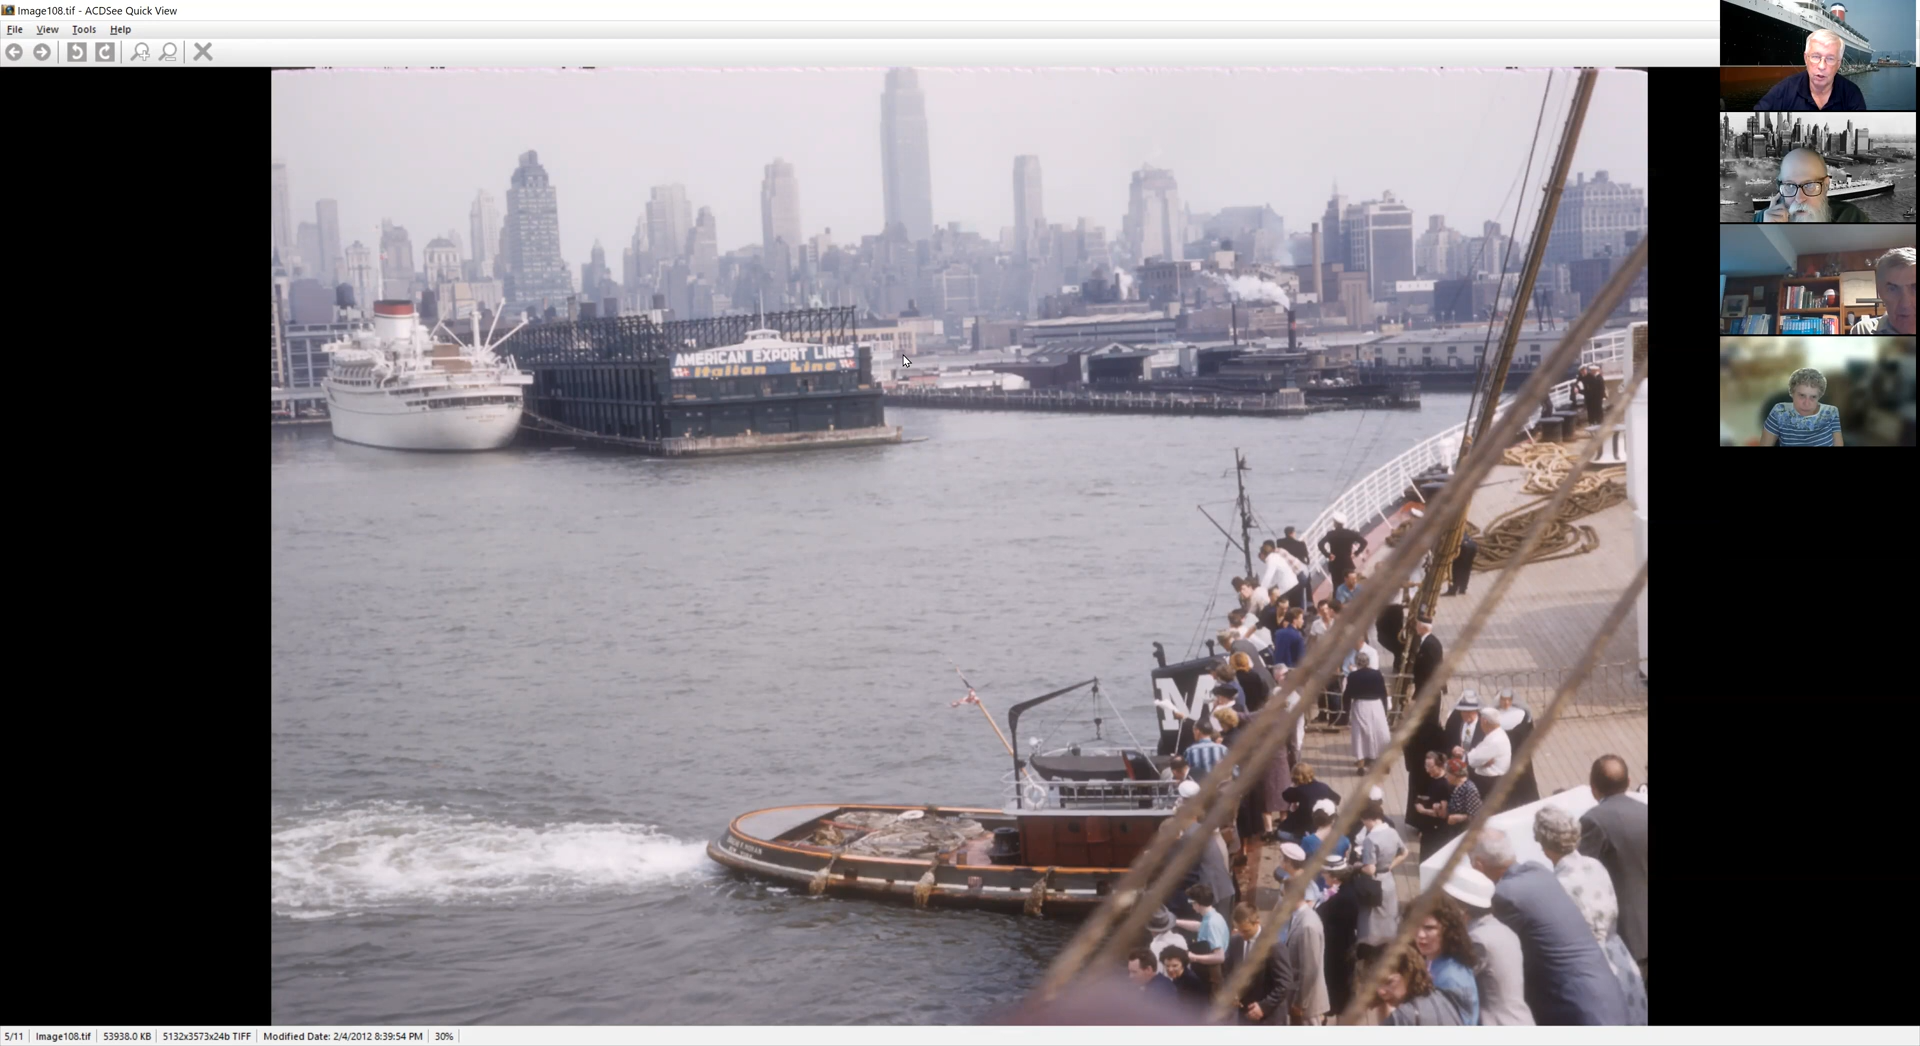 Image108.tif - ACDSee Quick View
File View Tools Help
AMERICAN EXPORT LINES
Italian Line
M
5/11 Image108.tif 53938.0 KB 5132x3573x24b TIFF Modified Date: 2/4/2012 8:39:54 PM 30%